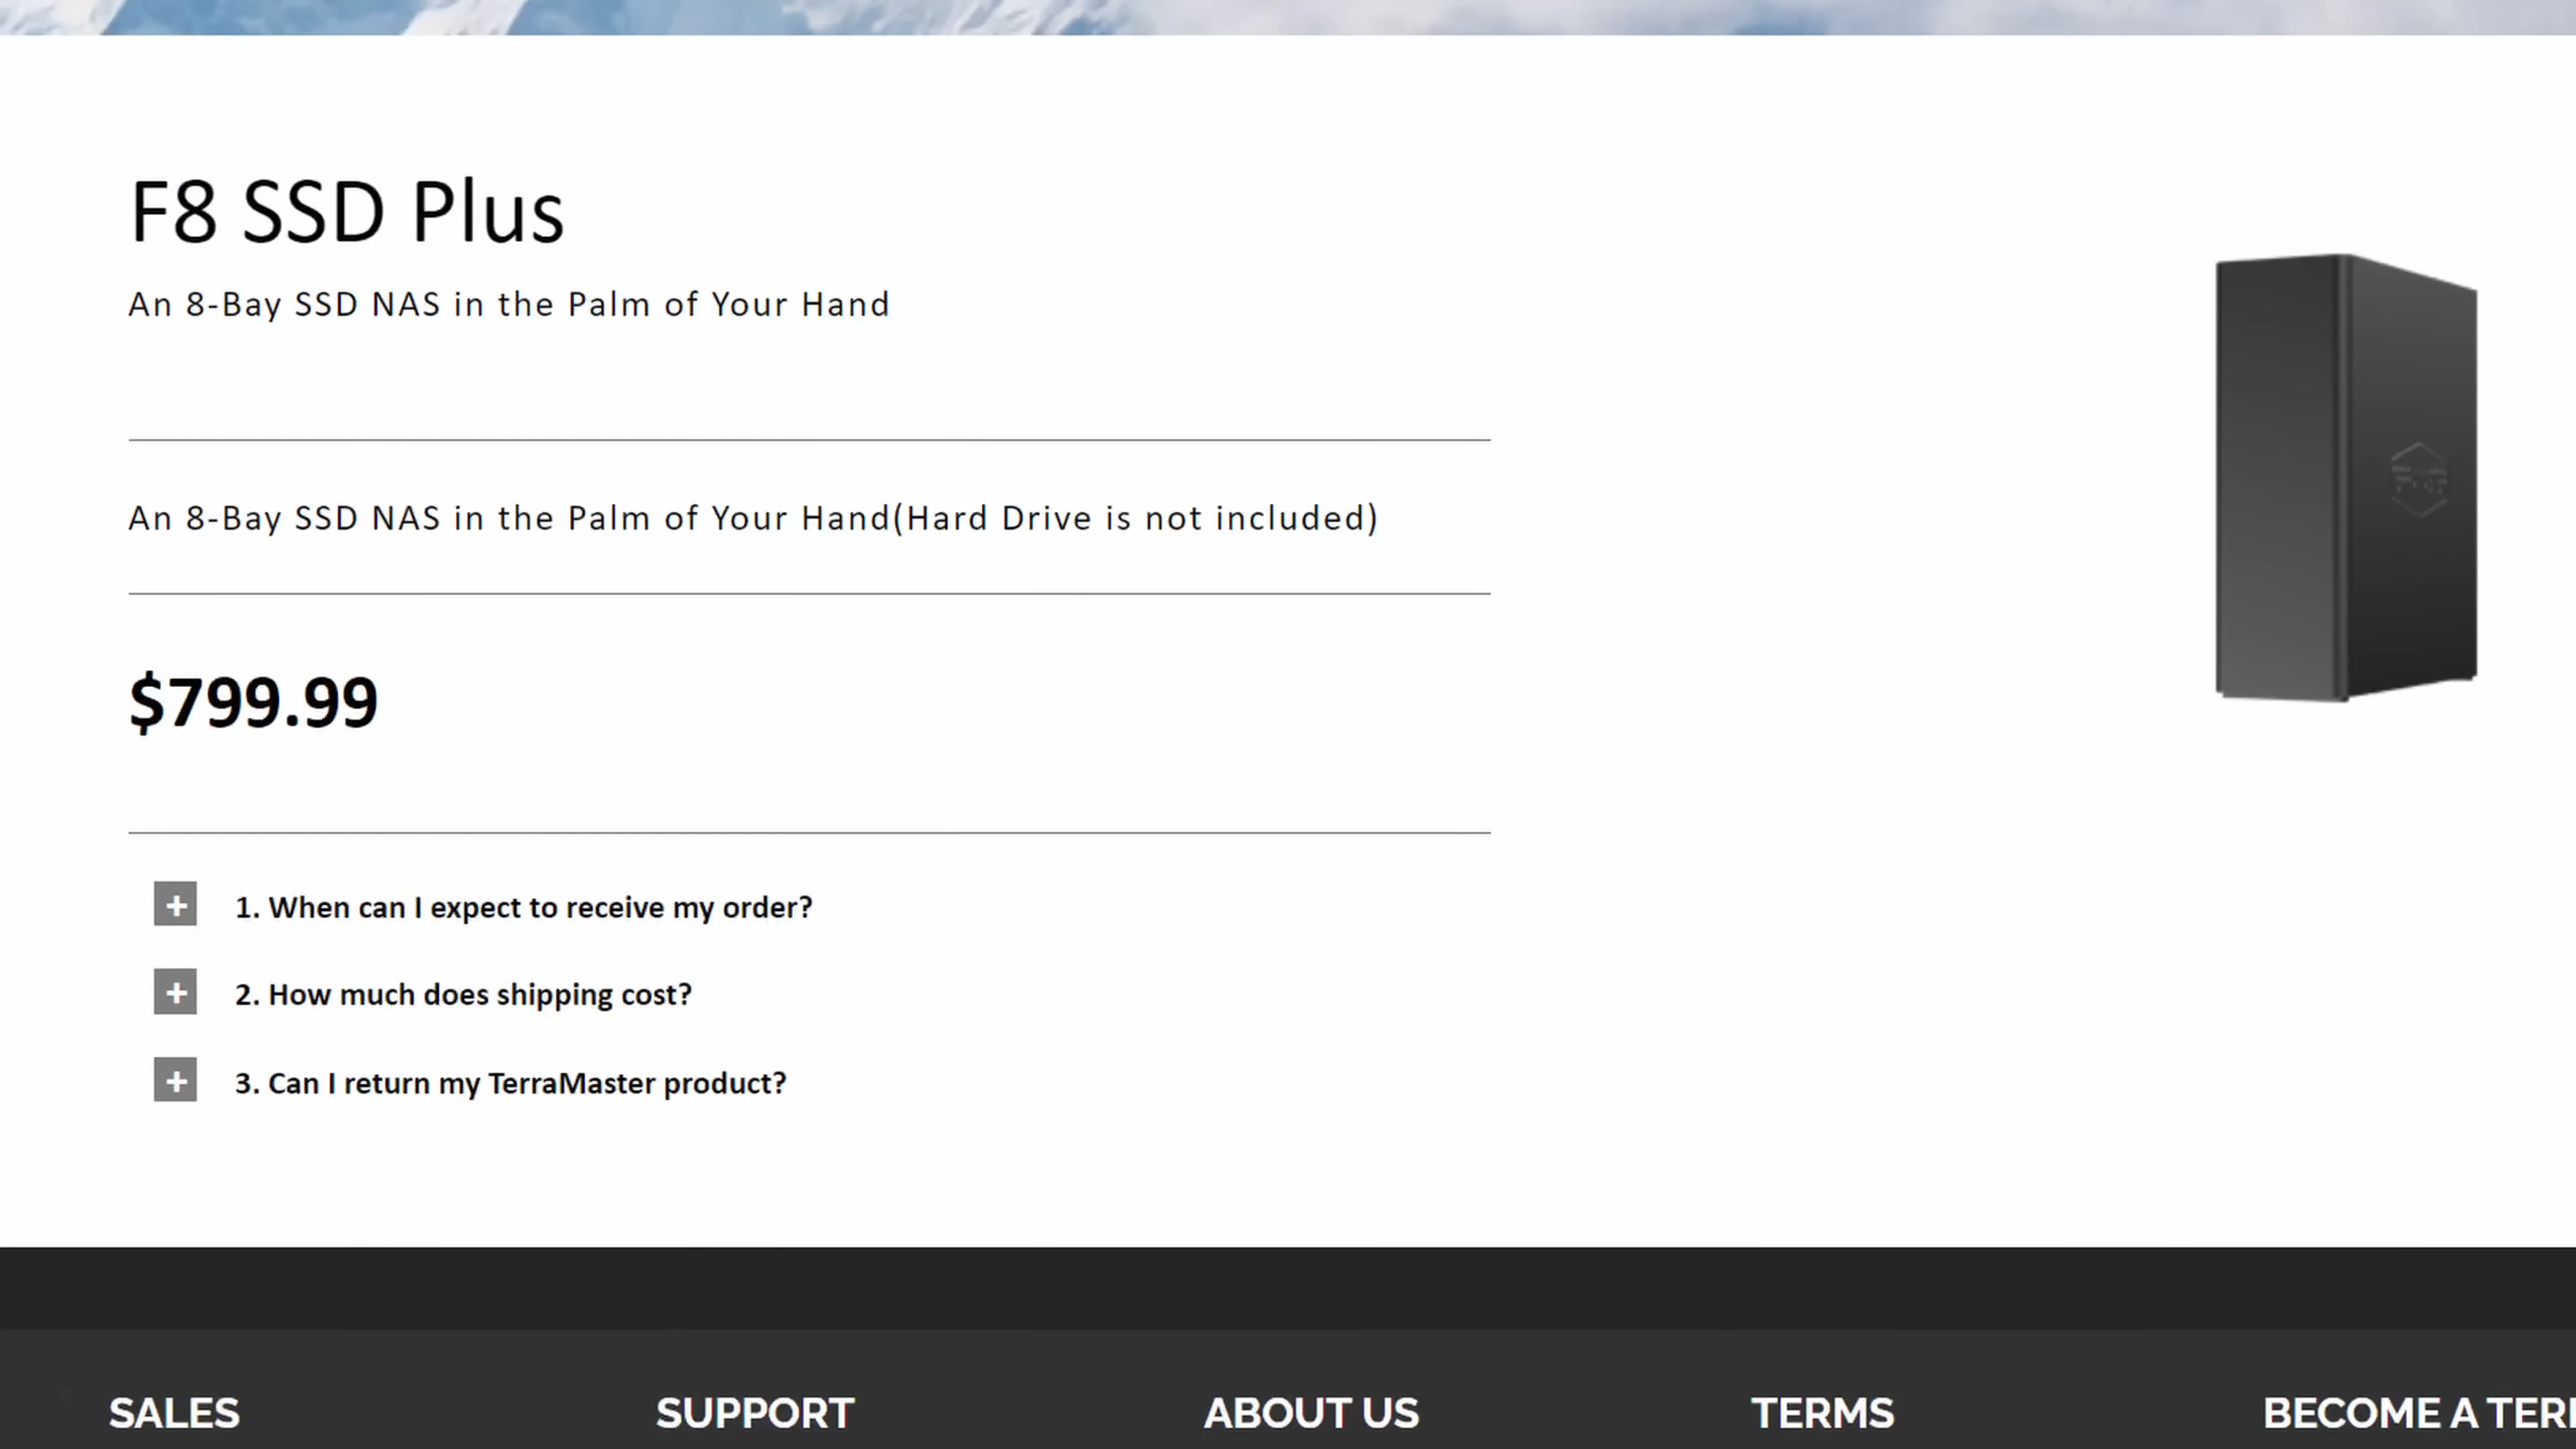 F8 SSD Plus
An 8-Bay SSD NAS in the Palm of Your Hand
An 8-Bay SSD NAS in the Palm of Your Hand(Hard Drive is not included)
$799.99
+ 1. When can I expect to receive my order?
+ 2. How much does shipping cost?
+ 3. Can I return my TerraMaster product?
SALES SUPPORT ABOUT US TERMS BECOME A